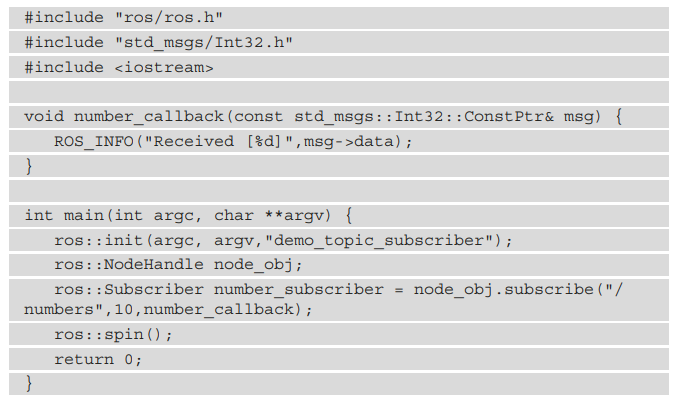 #include "ros/ros.h"
#include "std_msgs/Int32.h"
#include <iostream>
void number_callback(const std_msgs::Int32::ConstPtr& msg) {
ROS_INFO("Received [%d]",msg->data);
}
int main(int argc, char **argv) {
ros::init(argc, argv,"demo_topic_subscriber");
ros::NodeHandle node_obj;
ros::Subscriber number_subscriber = node_obj.subscribe("/
numbers",10,number_callback);
ros::spin();
return 0;
}